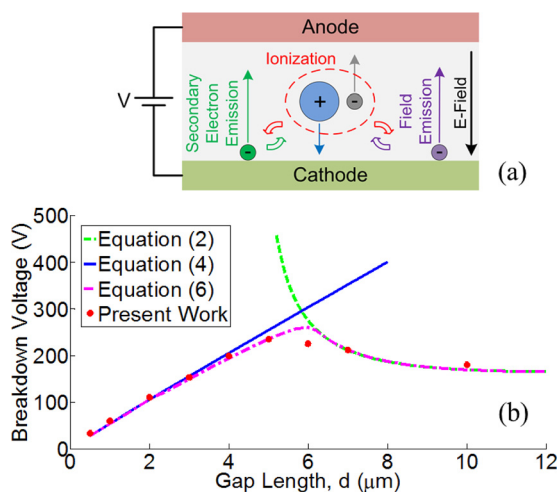 Anode
Ionization
V
+
-
Secondary
Electron
Emission
Field
Emission
E-Field
-
-
Cathode
(a)
Breakdown Voltage (V)
500
400
300
200
100
0
Equation (2)
Equation (4)
Equation (6)
Present Work
(b)
0 2 4 6 8 10 12
Gap Length, d (μm)